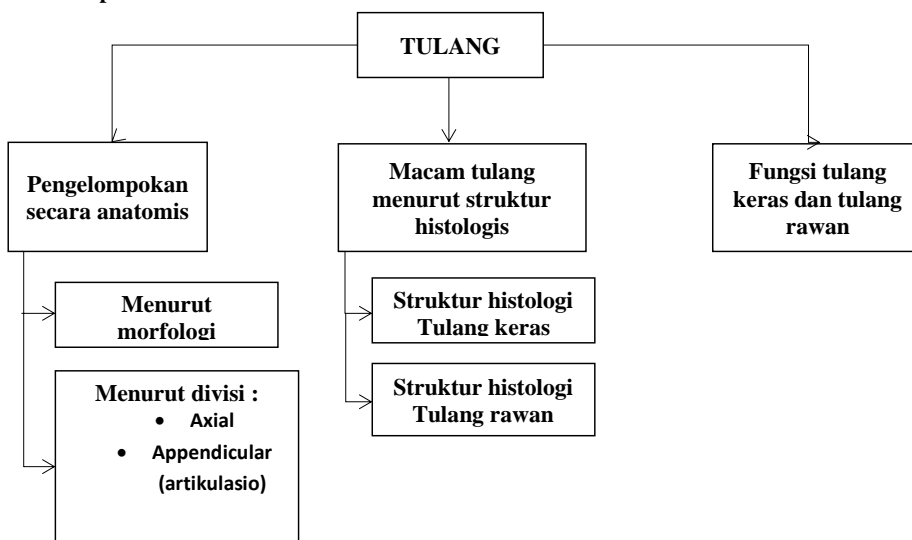 TULANG
Pengelompokan
secara anatomis
Macam tulang
menurut struktur
histologis
Fungsi tulang
keras dan tulang
rawan
Menurut
morfologi
Struktur histologi
Tulang keras
Menurut divisi :
• Axial
• Appendicular
(artikulasio)
Struktur histologi
Tulang rawan